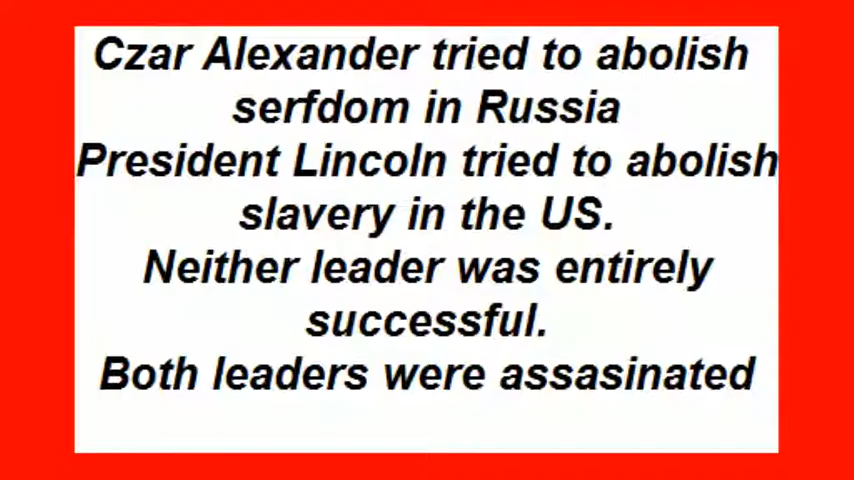 Czar Alexander tried to abolish
serfdom in Russia
President Lincoln tried to abolish
slavery in the US.
Neither leader was entirely
successful.
Both leaders were assasinated